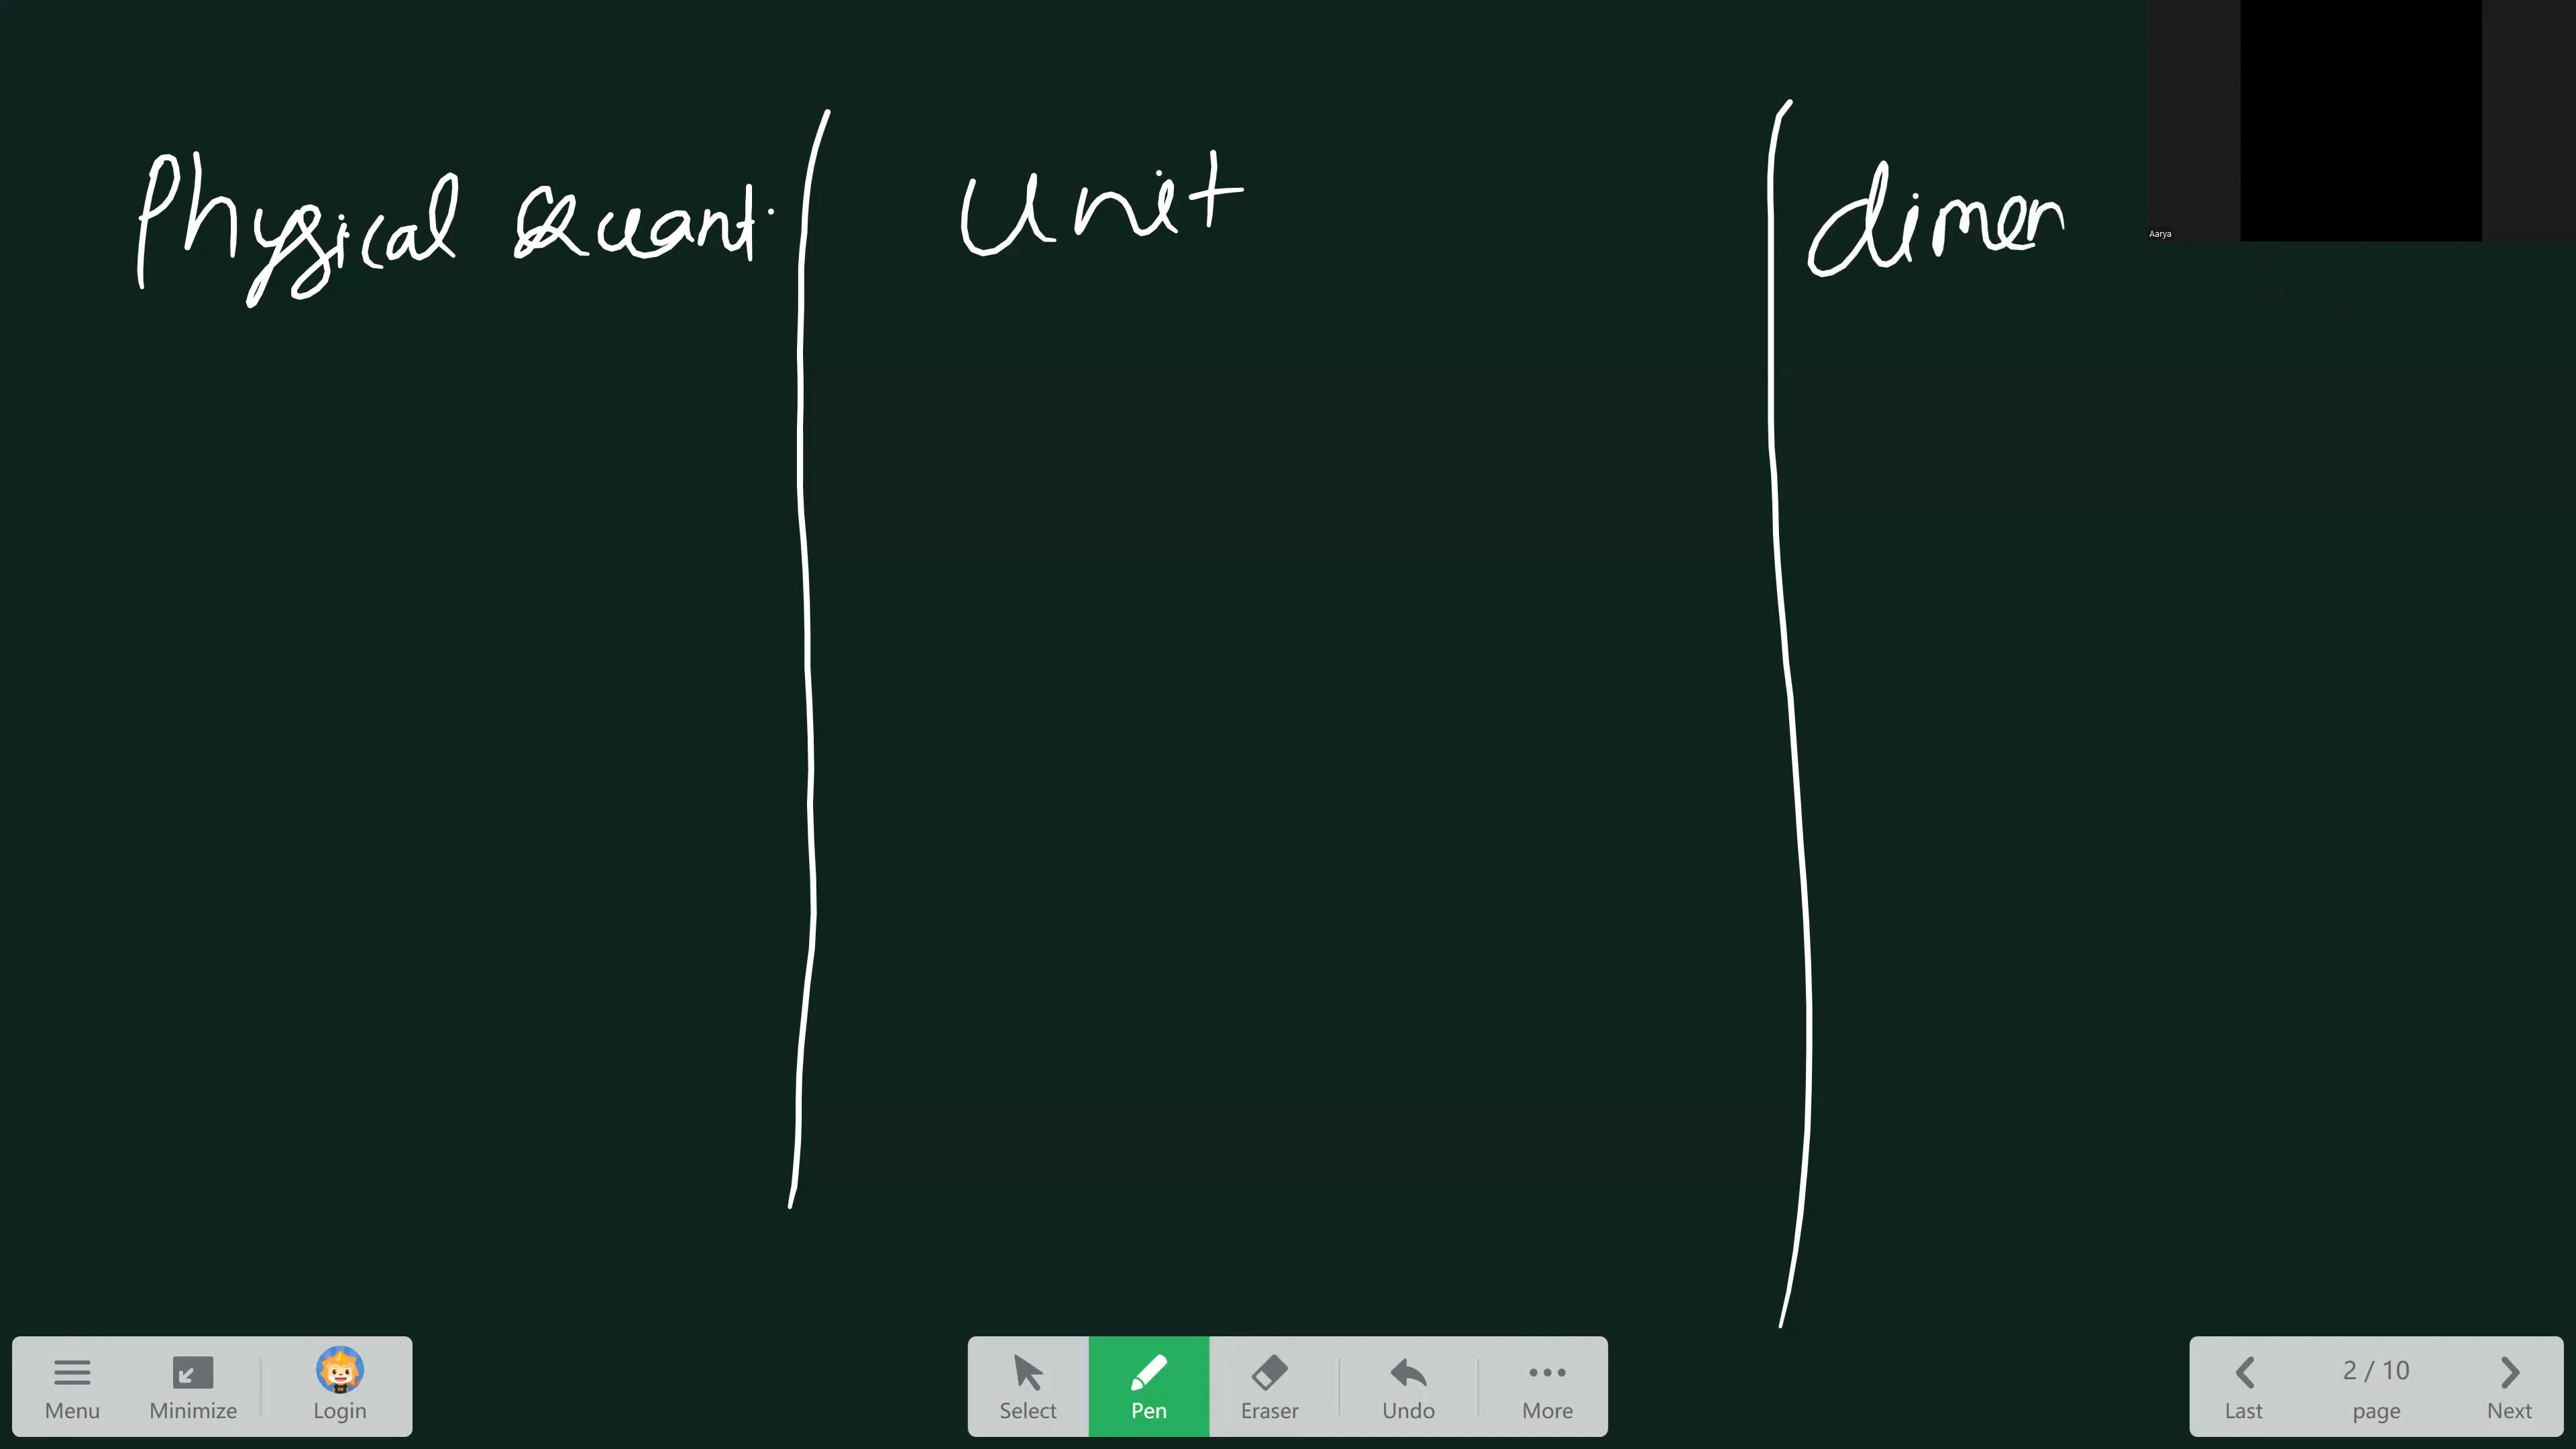 Physical Quant. Unit dimen
Aarya
Menu Minimize Login Select Pen Eraser Undo More Last 2 / 10 page Next